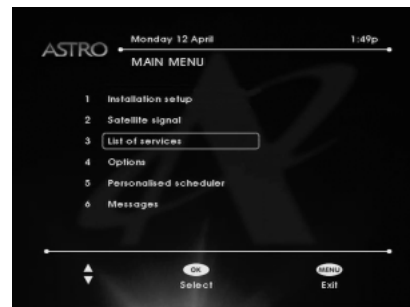 ASTRO
Monday 12 April 1:49p
MAIN MENU
1 Installation setup
2 Satellite signal
3 List of services
4 Options
5 Personalised scheduler
6 Messages
OK MENU
Select Exit